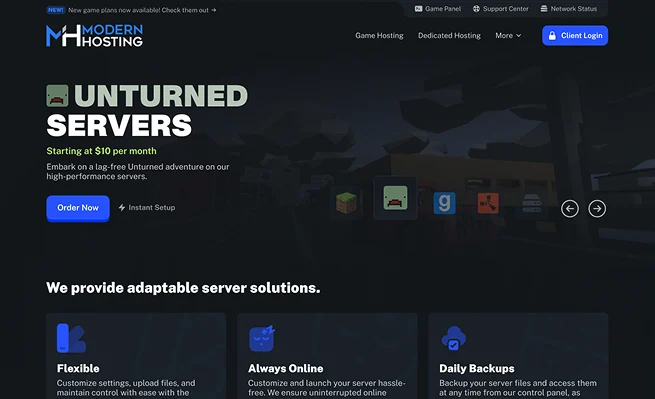 NEW! New game plans now available! Check them out →
Game Panel Support Center Network Status
MH MODERN HOSTING
Game Hosting Dedicated Hosting More Client Login
UNTURNED
SERVERS
Starting at $10 per month
Embark on a lag-free Unturned adventure on our
high-performance servers.
Order Now Instant Setup
We provide adaptable server solutions.
Flexible
Customize settings, upload files, and
maintain control with ease with the
Always Online
Customize and launch your server hassle-
free. We ensure uninterrupted online
Daily Backups
Backup your server files and access them
at any time from our control panel, as